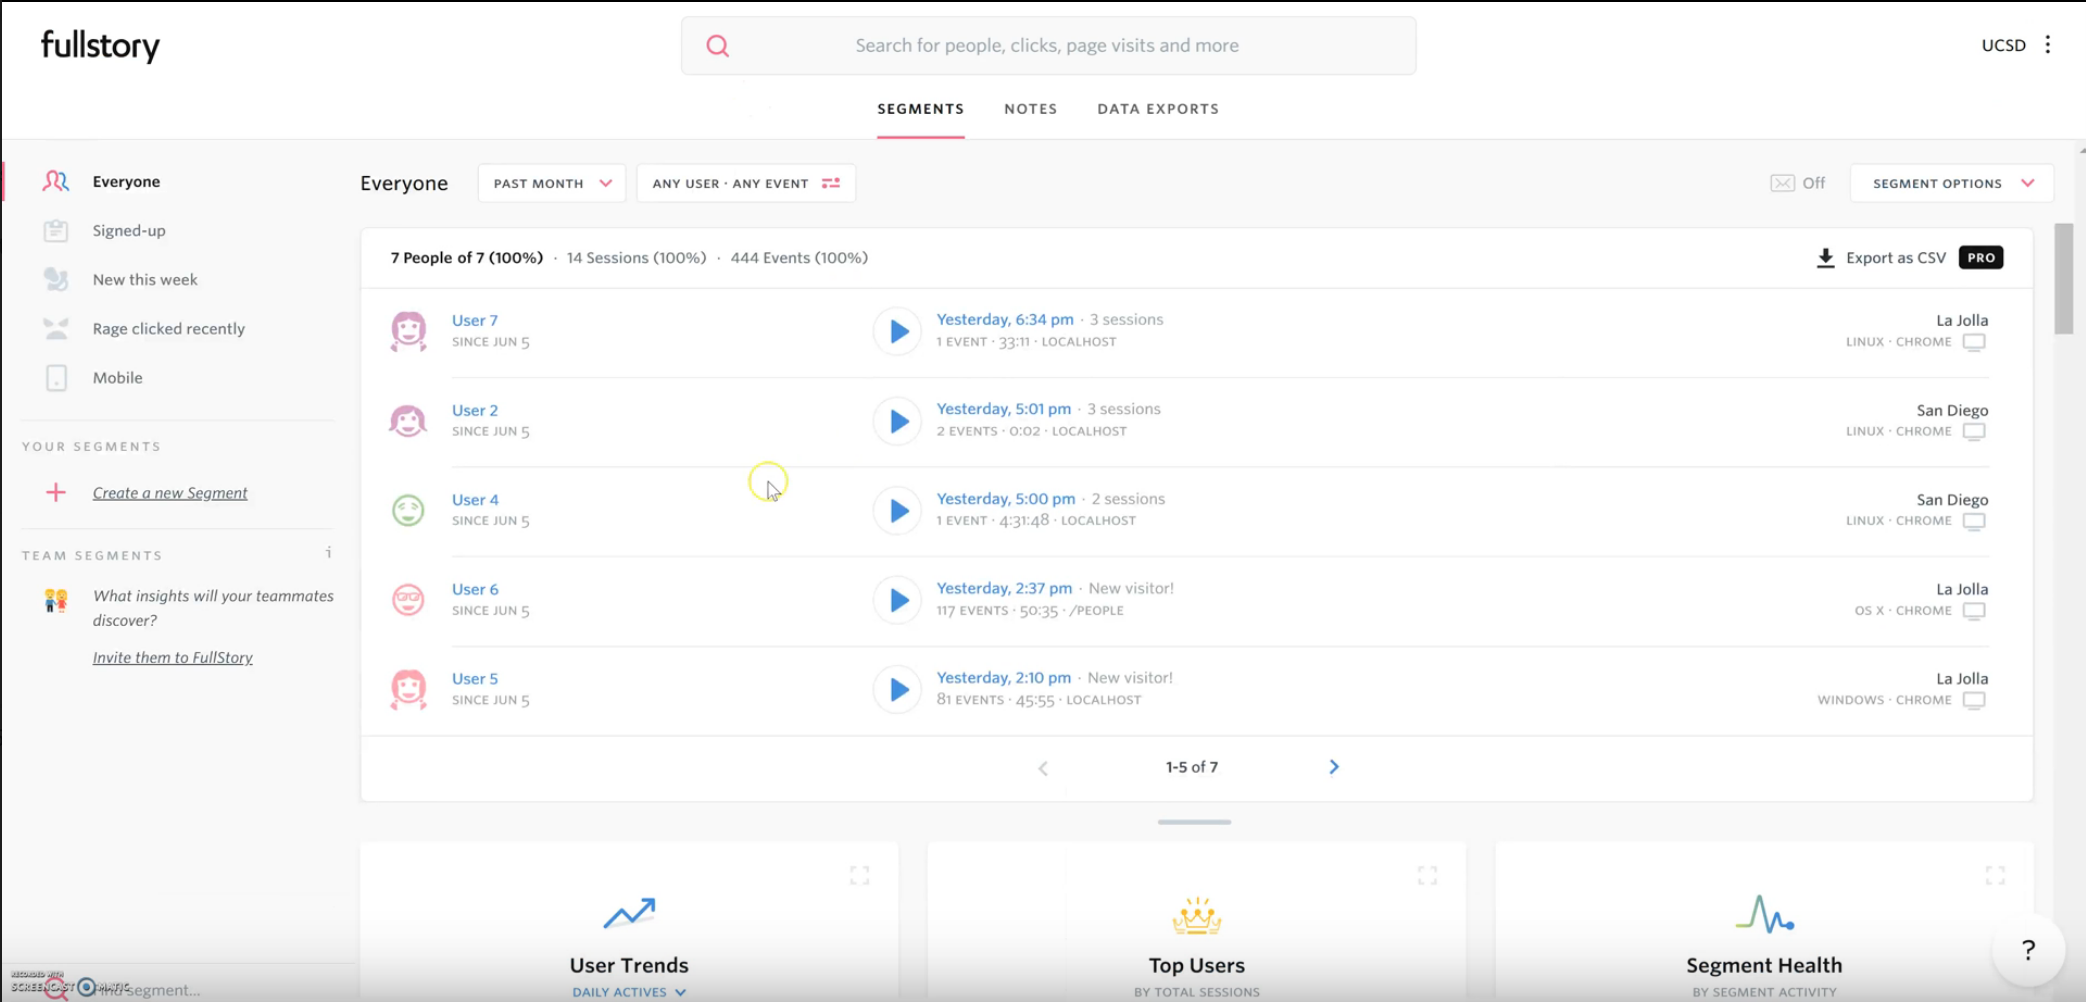 fullstory
Search for people, clicks, page visits and more
UCSD
SEGMENTS NOTES DATA EXPORTS
Everyone
Signed-up
New this week
Rage clicked recently
Mobile
YOUR SEGMENTS
Create a new Segment
TEAM SEGMENTS i
What insights will your teammates
discover?
Invite them to FullStory
Everyone PAST MONTH ANY USER · ANY EVENT Off SEGMENT OPTIONS
7 People of 7 (100%) · 14 Sessions (100%) · 444 Events (100%) Export as CSV PRO
User 7 Yesterday, 6:34 pm · 3 sessions La Jolla
SINCE JUN 5 1 EVENT · 33:11 · LOCALHOST LINUX · CHROME
User 2 Yesterday, 5:01 pm · 3 sessions San Diego
SINCE JUN 5 2 EVENTS · 0:02 · LOCALHOST LINUX · CHROME
User 4 Yesterday, 5:00 pm · 2 sessions San Diego
SINCE JUN 5 1 EVENT · 4:31:48 · LOCALHOST LINUX · CHROME
User 6 Yesterday, 2:37 pm · New visitor! La Jolla
SINCE JUN 5 117 EVENTS · 50:35 · /PEOPLE OS X · CHROME
User 5 Yesterday, 2:10 pm · New visitor! La Jolla
SINCE JUN 5 81 EVENTS · 45:55 · LOCALHOST WINDOWS · CHROME
1-5 of 7
User Trends Top Users Segment Health
DAILY ACTIVES BY TOTAL SESSIONS BY SEGMENT ACTIVITY
?
RECORDED WITH
SCREENCAST MATIC
segment...